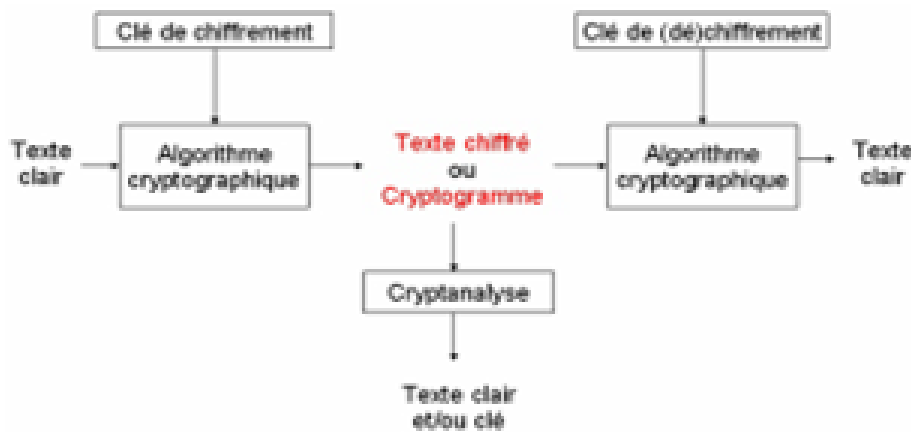 Clé de chiffrement
Clé de (dé)chiffrement
Texte
clair
Algorithme
cryptographique
Texte chiffré
ou
Cryptogramme
Algorithme
cryptographique
Texte
clair
Cryptanalyse
Texte clair
et/ou clé